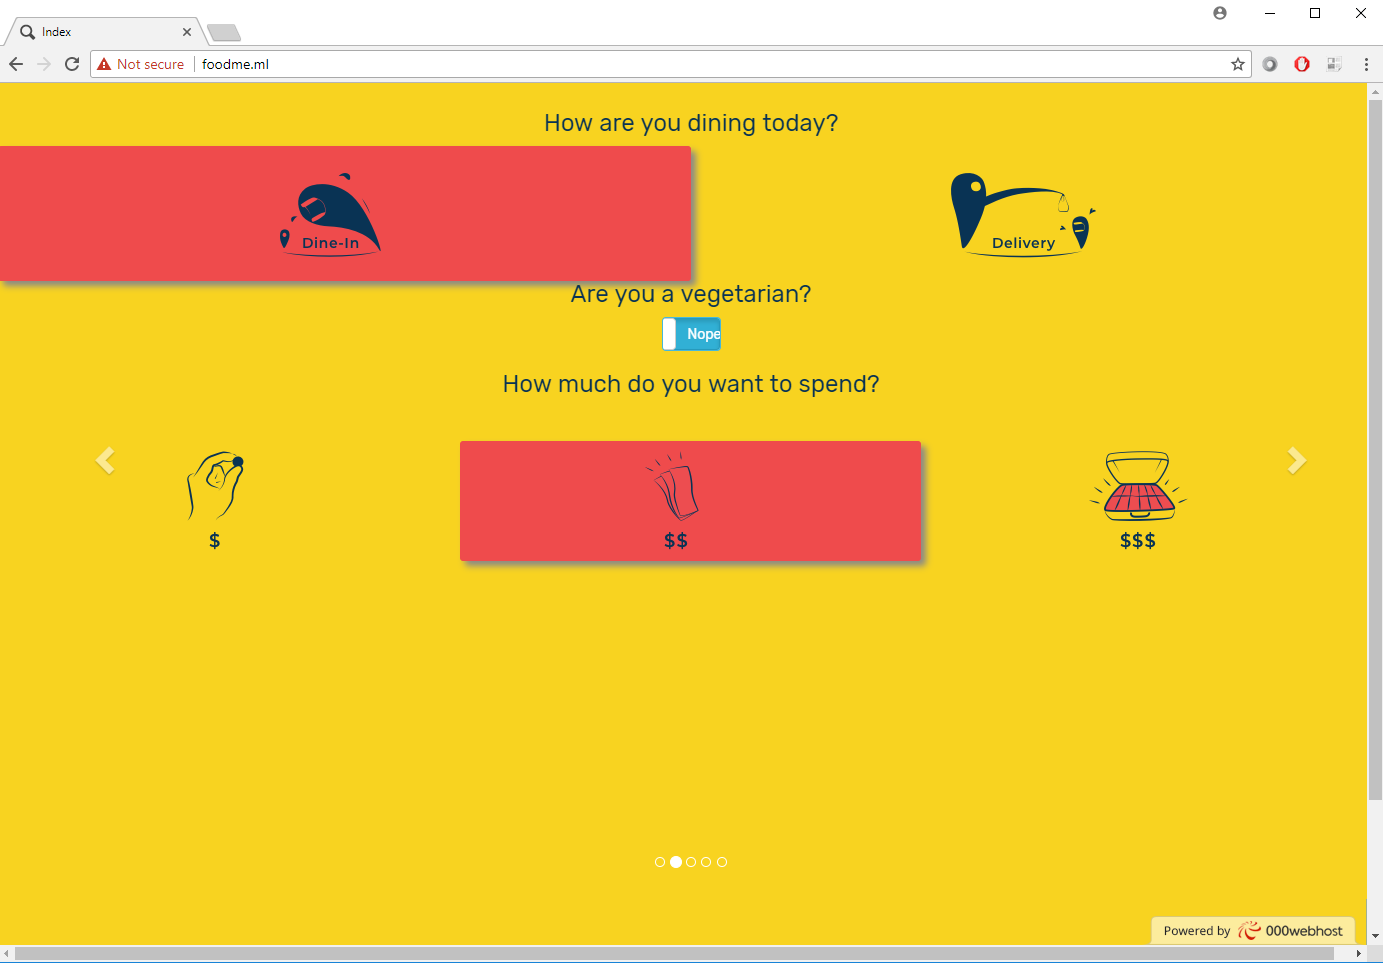 Index
Not secure
foodme.ml
How are you dining today?
Dine-In
Delivery
Are you a vegetarian?
Nope
How much do you want to spend?
$
$$
$$$
Powered by 000webhost